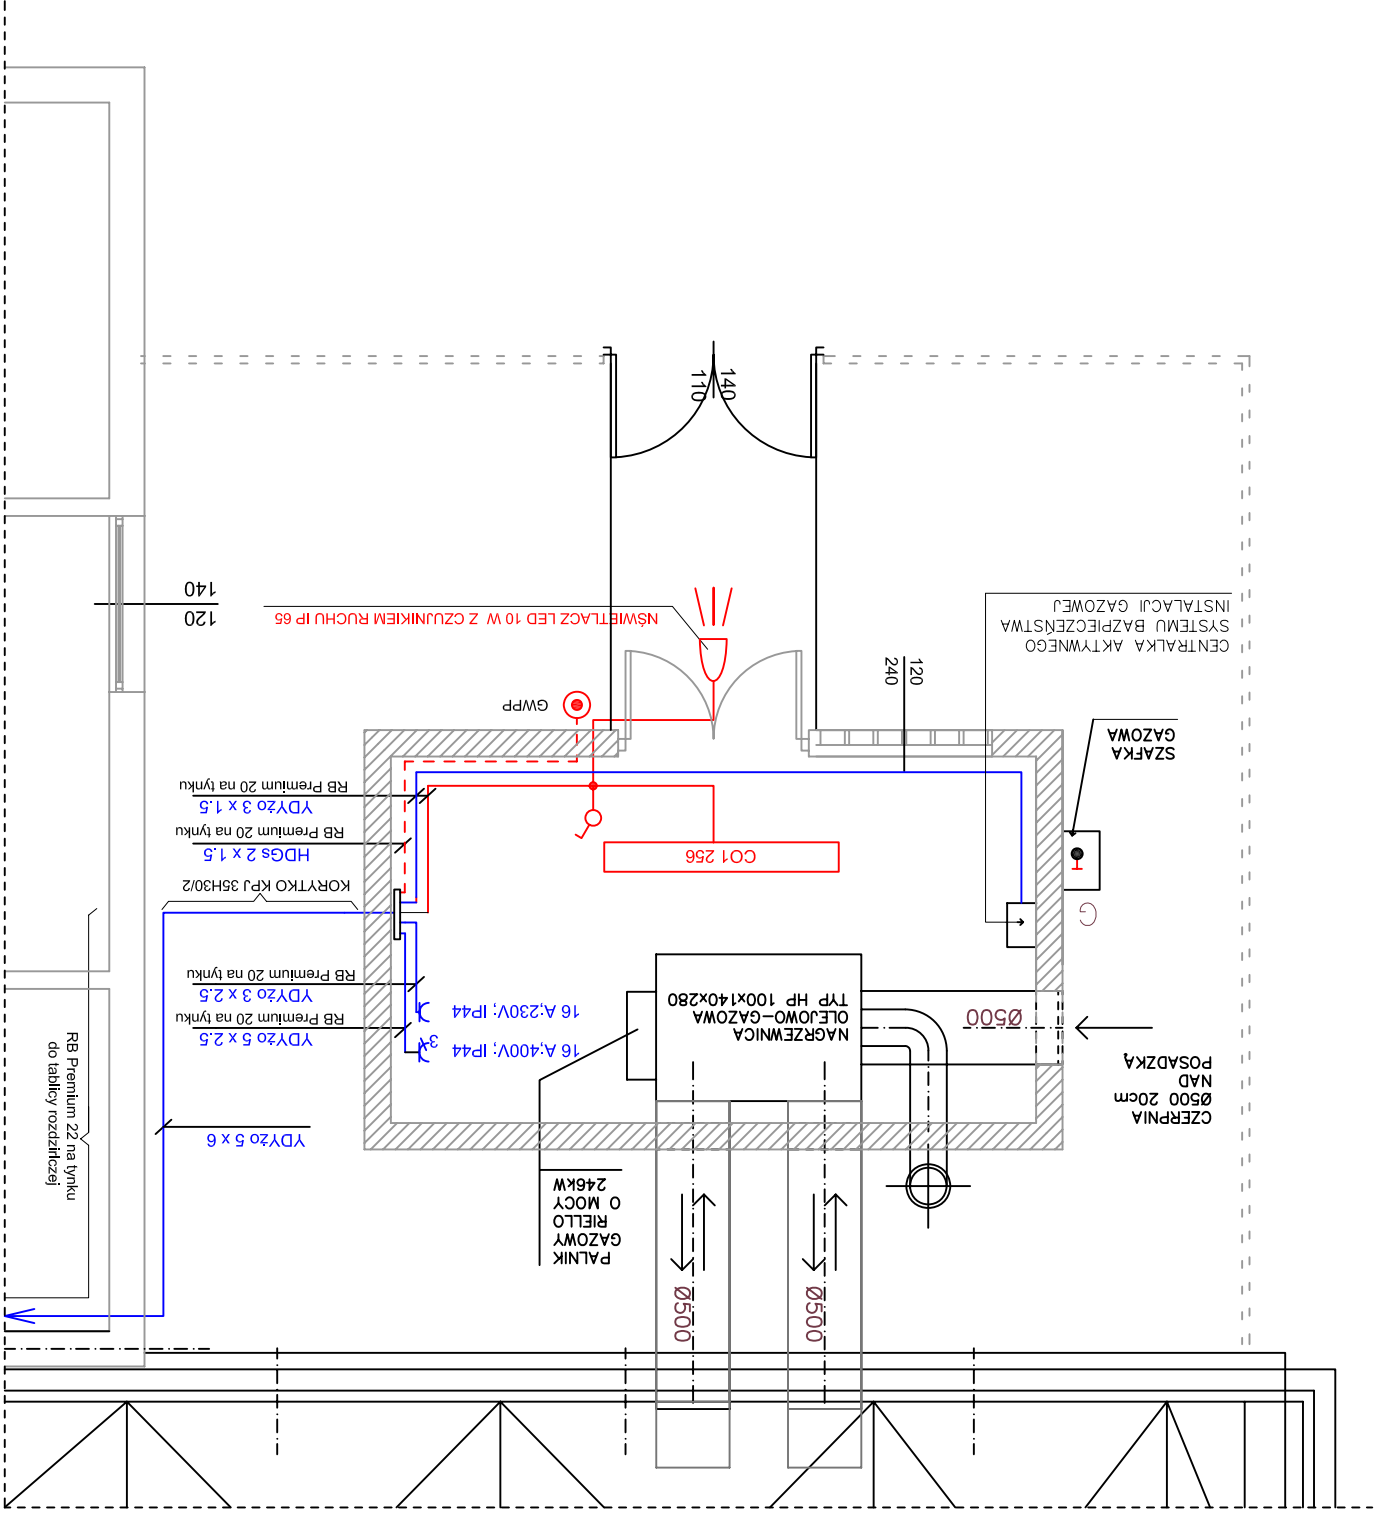 CZERPNIA
Ø500 20cm
NAD
POSADZKĄ
PALNIK
GAZOWY
RIELLO
O MOCY
246kW
Ø500
Ø500
RB Premium 22 na tynku
do tablicy rozdzielczej
YDYżo 5 x 6
NAGRZEWNICA
OLEJOWO-GAZOWA
TYP HP 100x140x280
Ø500
3
16 A;400V; IP44
16 A;230V; IP44
YDYżo 5 x 2.5
RB Premium 20 na tynku
YDYżo 3 x 2.5
RB Premium 20 na tynku
G
KORYTKO KPJ 35H30/2
CO1 256
HDGs 2 x 1.5
RB Premium 20 na tynku
YDYżo 3 x 1.5
RB Premium 20 na tynku
SZAFKA
GAZOWA
GWPP
120
240
CENTRALKA AKTYWNEGO
SYSTEMU BAZPIECZEŃSTWA
INSTALACJI GAZOWEJ
NŚWIETLACZ LED 10 W Z CZUJNIKIEM RUCHU IP 65
120
140
140
110